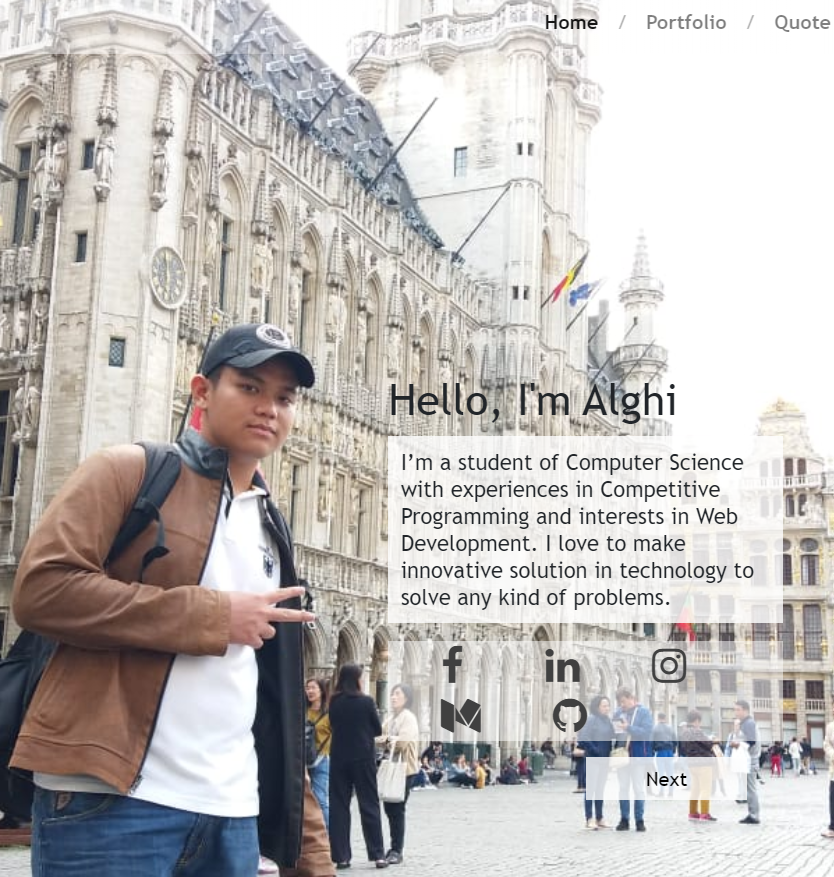 Home / Portfolio / Quote
Hello, I'm Alghi
I’m a student of Computer Science
with experiences in Competitive
Programming and interests in Web
Development. I love to make
innovative solution in technology to
solve any kind of problems.
Next